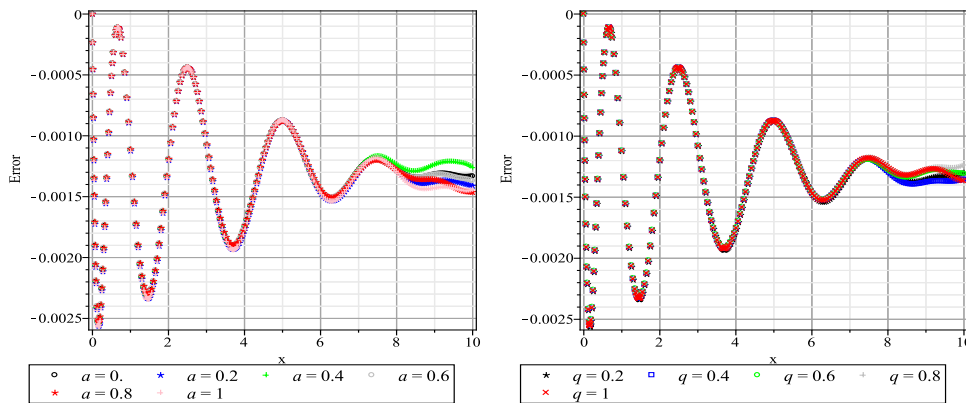 0
−0.0005
−0.0010
−0.0015
−0.0020
−0.0025
Error
0 2 4 6 8 10
x
a = 0. a = 0.2 a = 0.4 a = 0.6
a = 0.8 a = 1
0
−0.0005
−0.0010
−0.0015
−0.0020
−0.0025
Error
0 2 4 6 8 10
x
q = 0.2 q = 0.4 q = 0.6 q = 0.8
q = 1